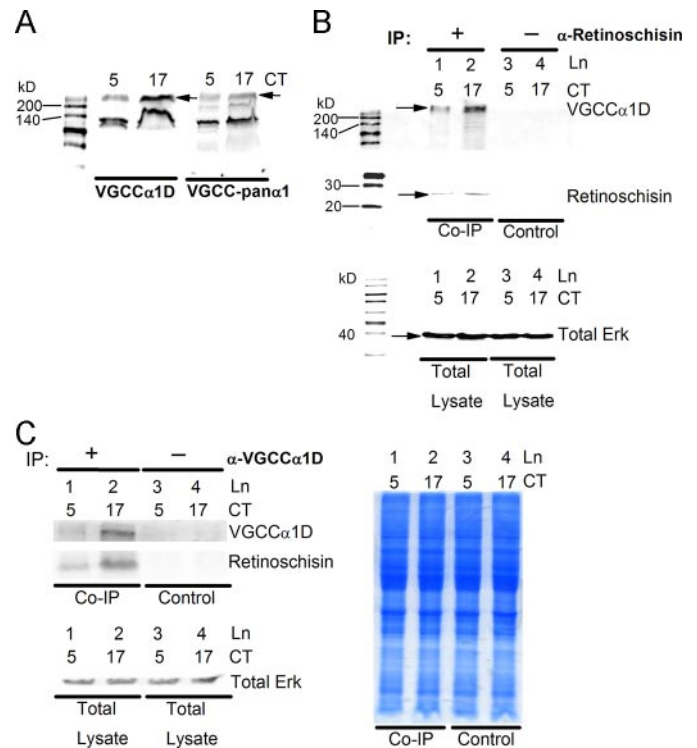 A
kD
5 17 5 17 CT
200
140
VGCCα1D VGCC-panα1
B
IP: + − α-Retinoschisin
1 2 3 4 Ln
5 17 5 17 CT
VGCCα1D
200
140
30
20
Retinoschisin
Co-IP Control
kD
1 2 3 4 Ln
5 17 5 17 CT
40
Total Erk
Total Total
Lysate Lysate
C
IP: + − α-VGCCα1D
1 2 3 4 Ln
5 17 5 17 CT
VGCCα1D
Retinoschisin
Co-IP Control
1 2 3 4 Ln
5 17 5 17 CT
Total Erk
Total Total
Lysate Lysate
1 2 3 4 Ln
5 17 5 17 CT
Co-IP Control